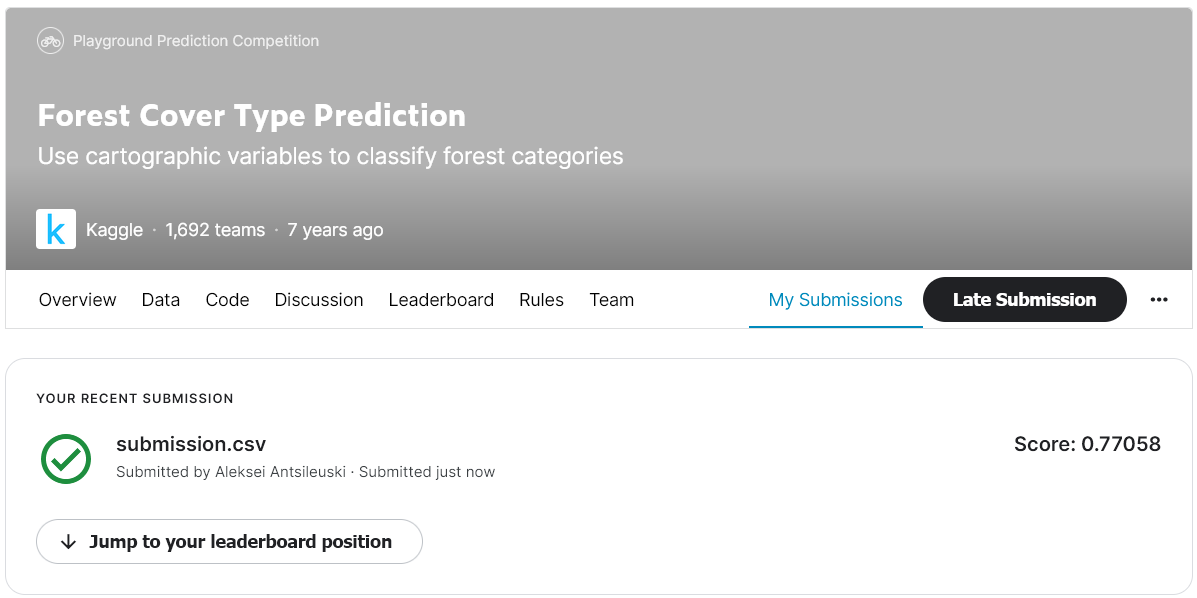 Playground Prediction Competition
Forest Cover Type Prediction
Use cartographic variables to classify forest categories
k Kaggle · 1,692 teams · 7 years ago
Overview Data Code Discussion Leaderboard Rules Team My Submissions Late Submission •••
YOUR RECENT SUBMISSION
submission.csv Score: 0.77058
Submitted by Aleksei Antsileuski · Submitted just now
↓ Jump to your leaderboard position